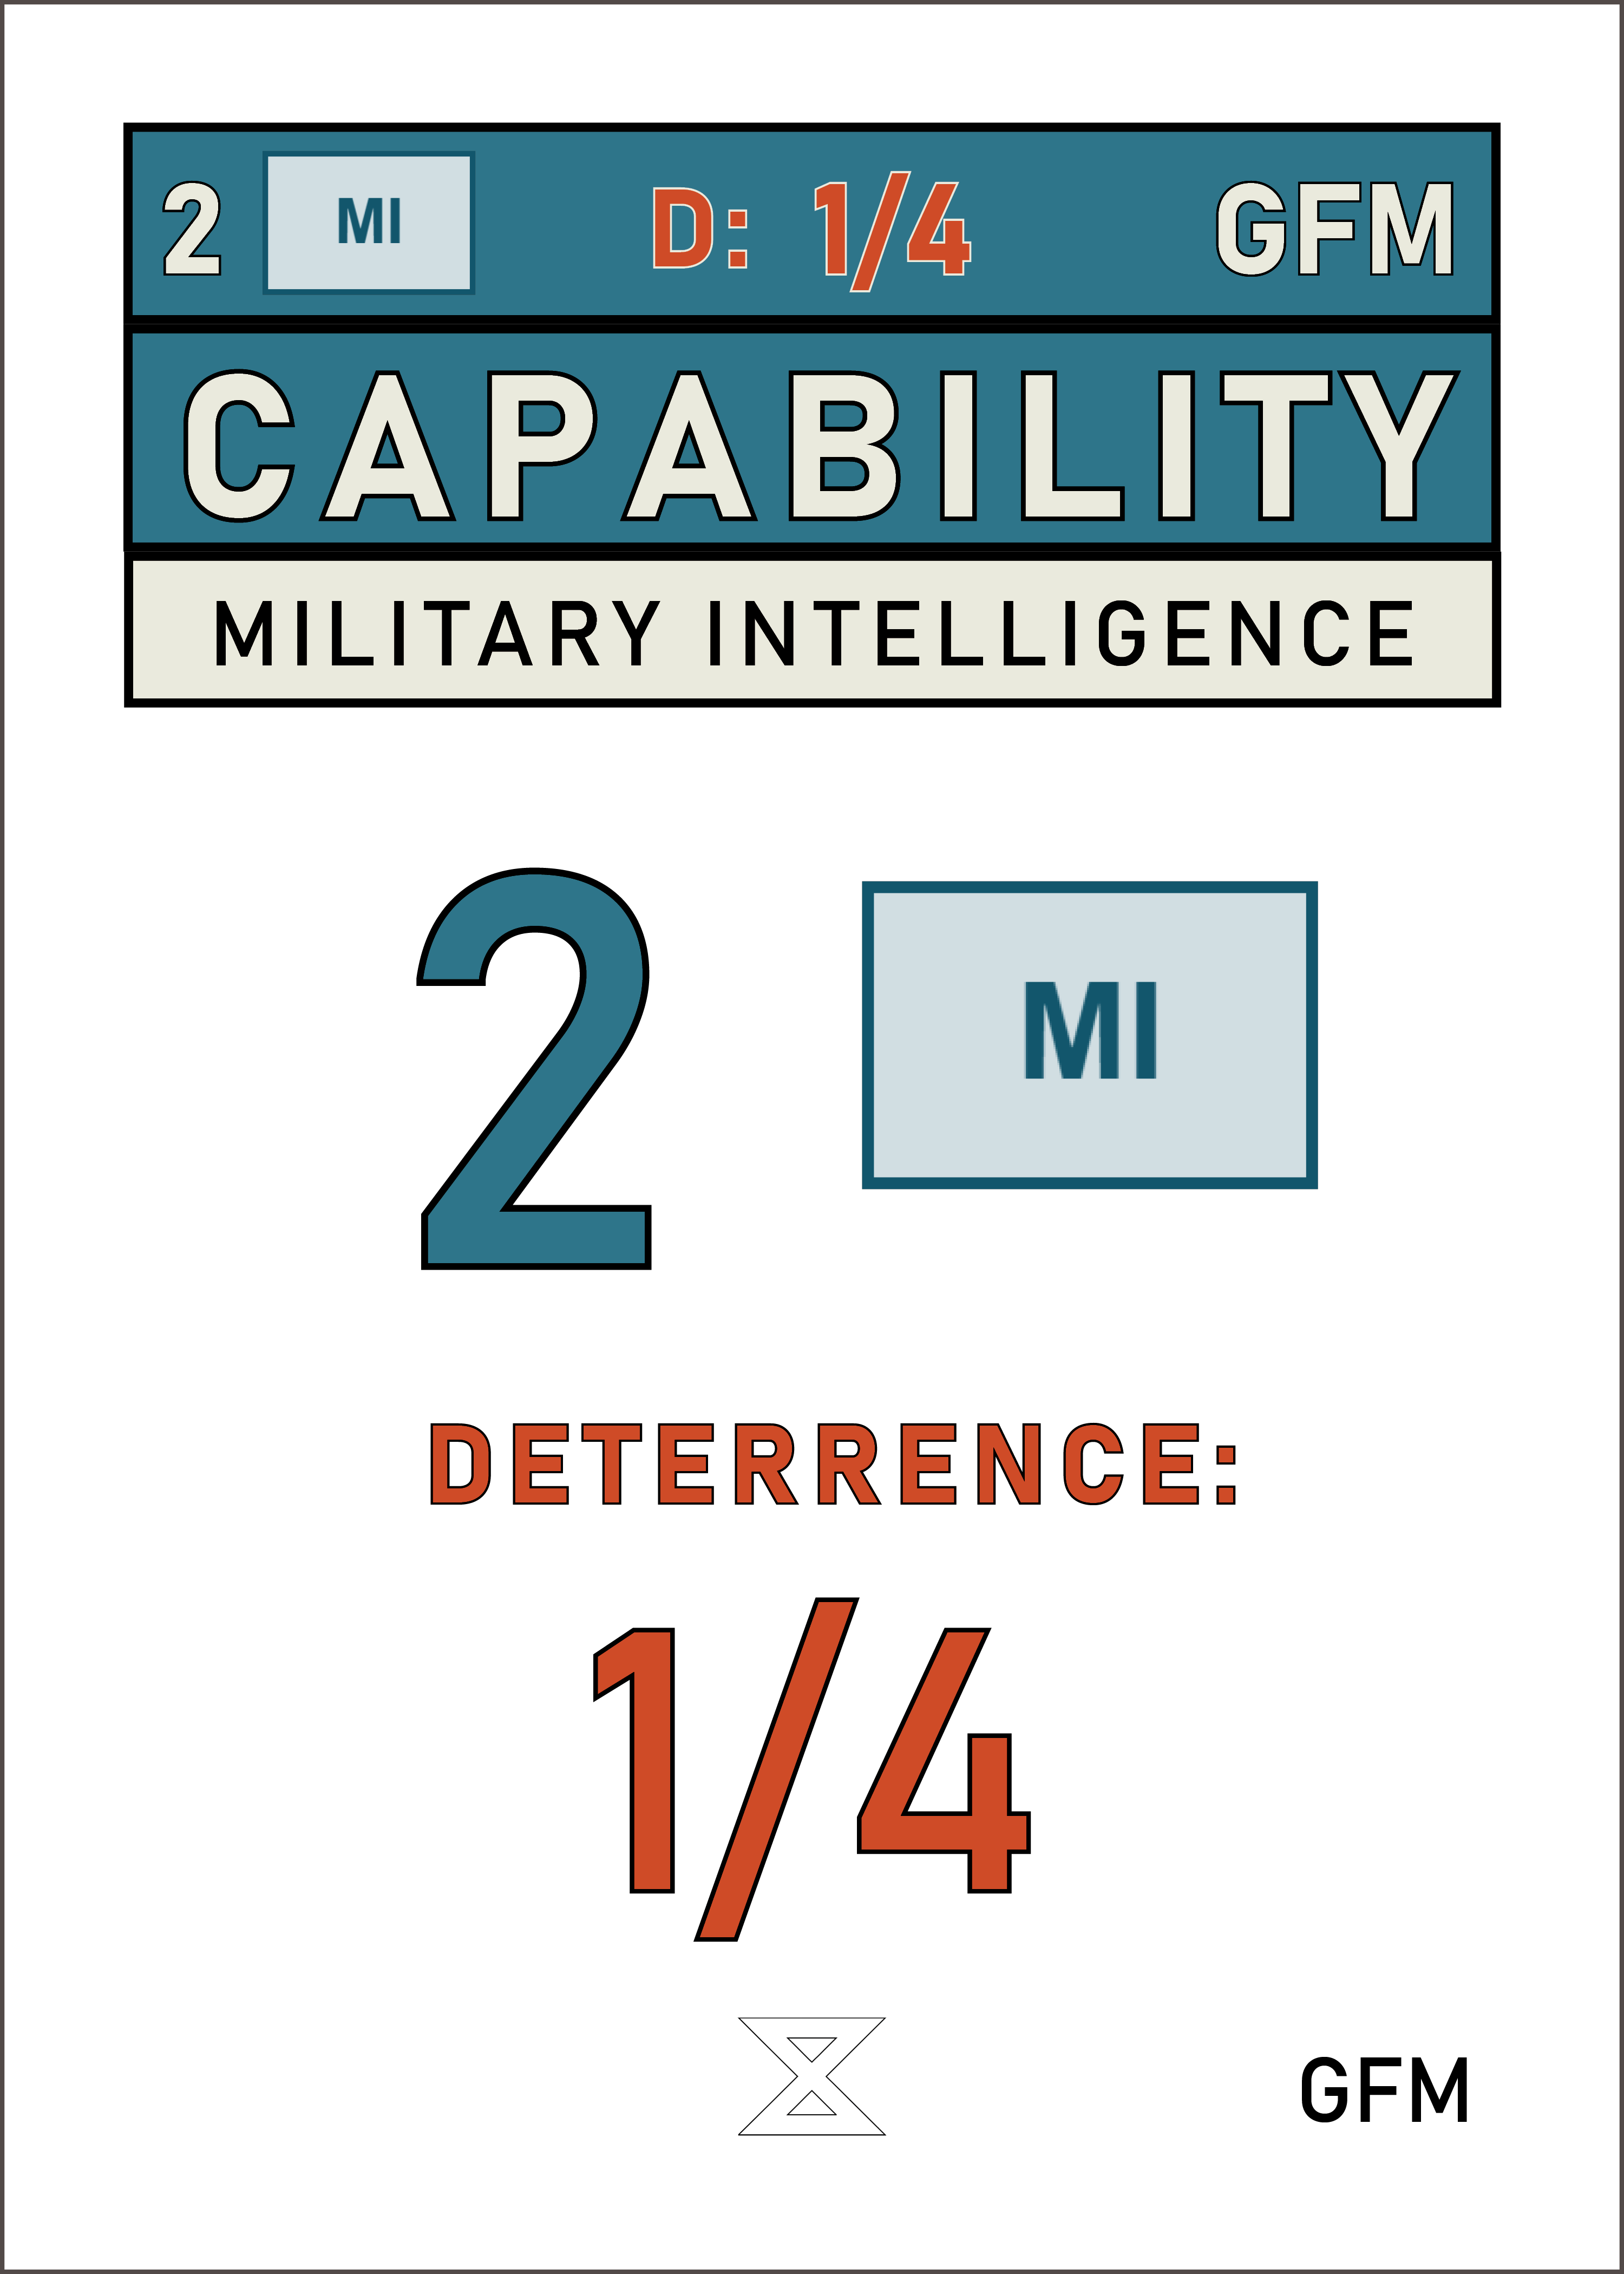 2 MI D: 1/4 GFM
CAPABILITY
MILITARY INTELLIGENCE
2 MI
DETERRENCE:
1/4
GFM